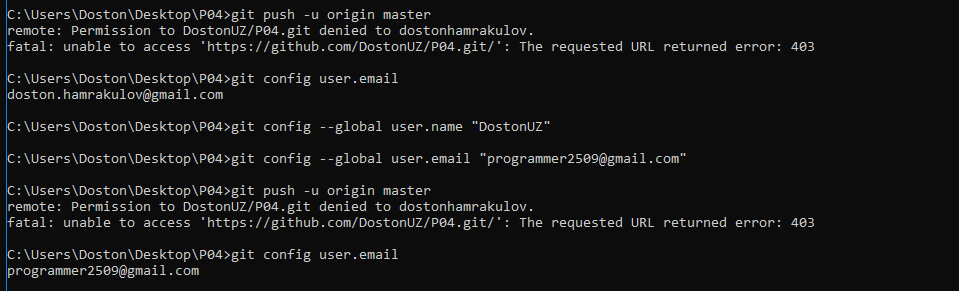 C:\Users\Doston\Desktop\P04>git push -u origin master
remote: Permission to DostonUZ/P04.git denied to dostonhamrakulov.
fatal: unable to access 'https://github.com/DostonUZ/P04.git/': The requested URL returned error: 403
C:\Users\Doston\Desktop\P04>git config user.email
doston.hamrakulov@gmail.com
C:\Users\Doston\Desktop\P04>git config --global user.name "DostonUZ"
C:\Users\Doston\Desktop\P04>git config --global user.email "programmer2509@gmail.com"
C:\Users\Doston\Desktop\P04>git push -u origin master
remote: Permission to DostonUZ/P04.git denied to dostonhamrakulov.
fatal: unable to access 'https://github.com/DostonUZ/P04.git/': The requested URL returned error: 403
C:\Users\Doston\Desktop\P04>git config user.email
programmer2509@gmail.com